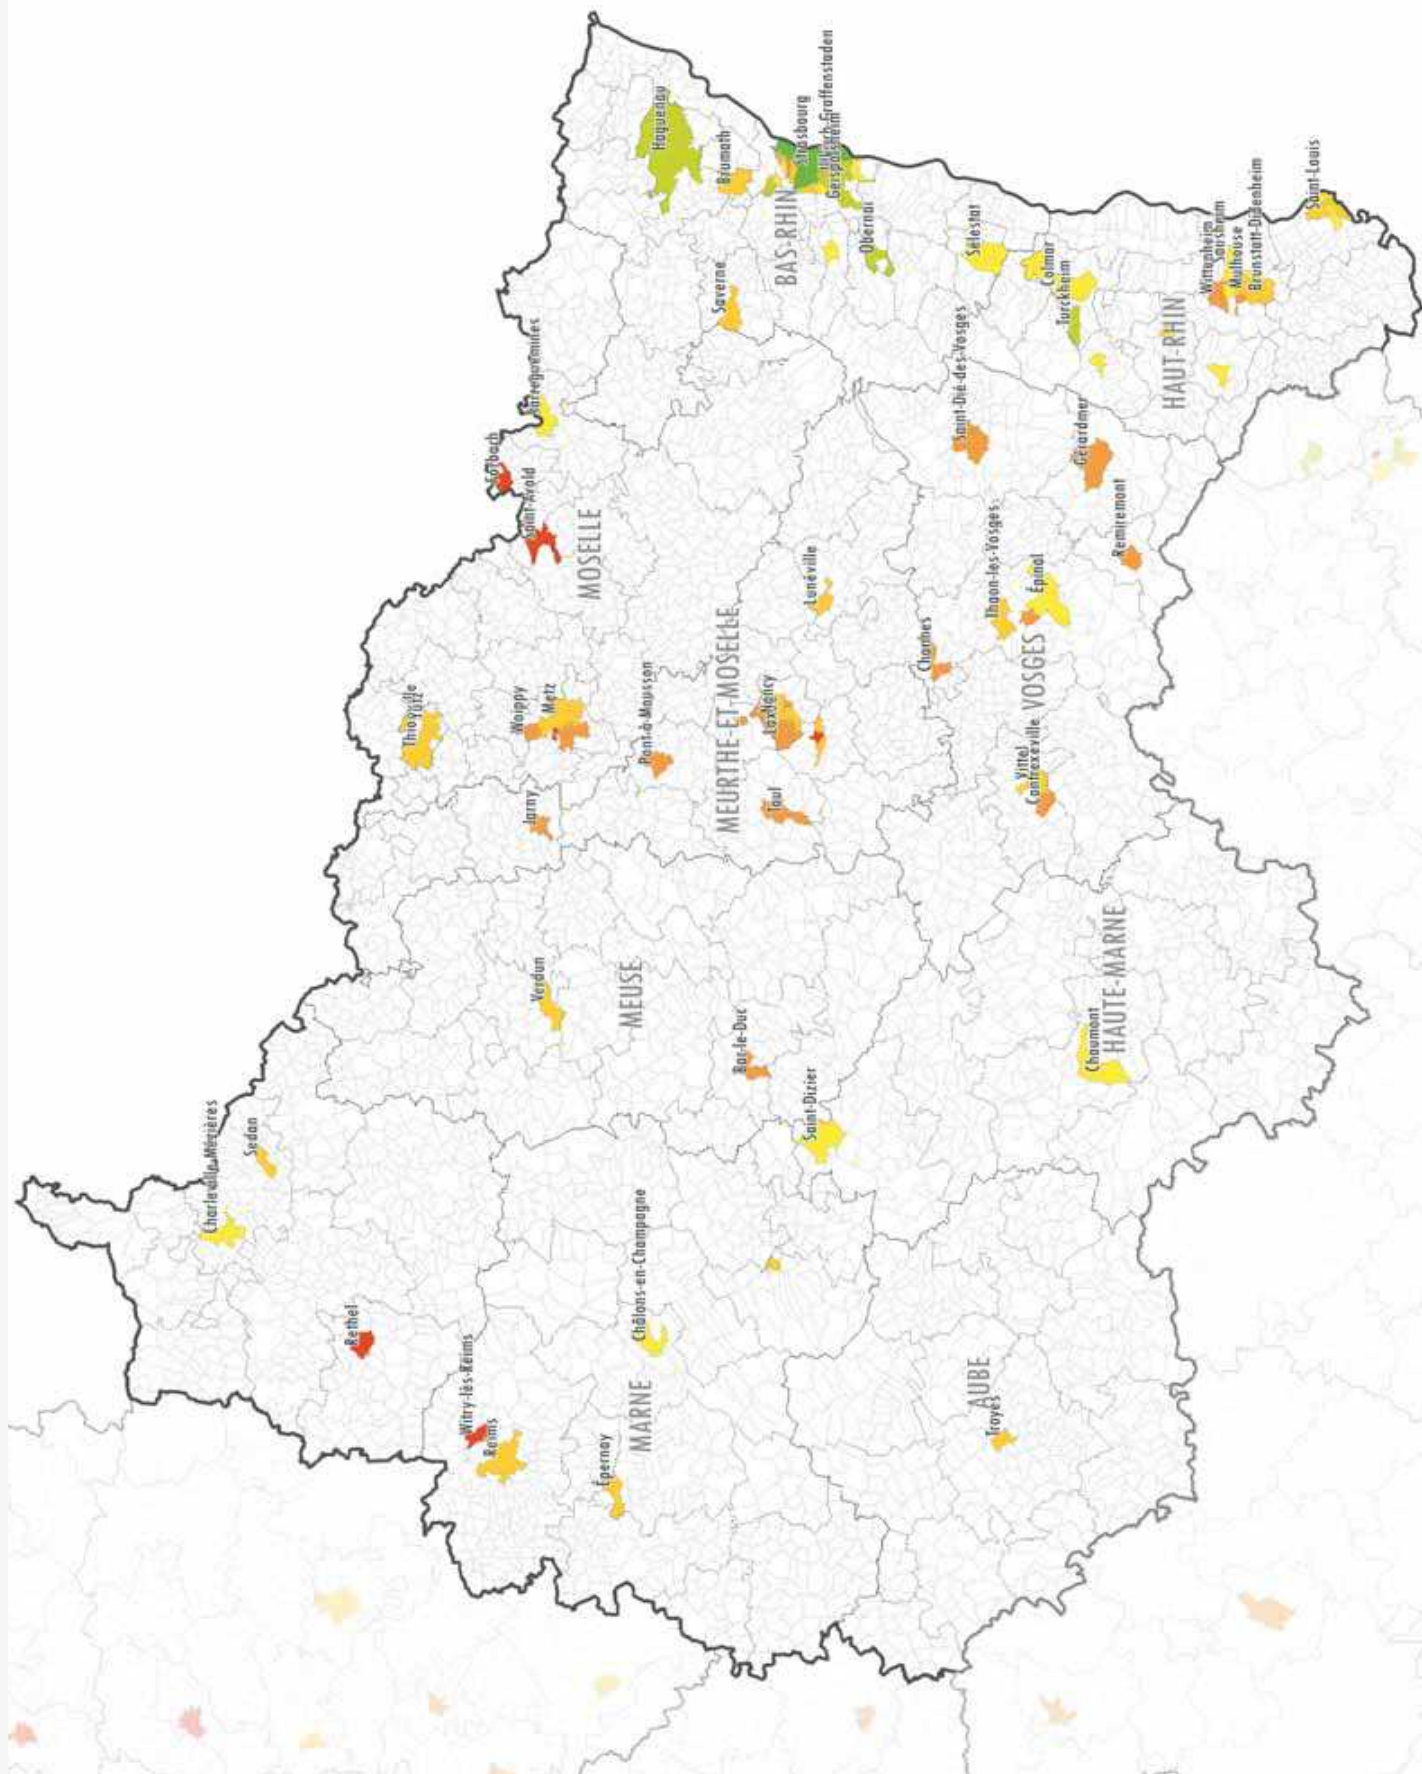 Charleville-Mézières
Sedan
Rethel
Witry-lès-Reims
Reims
Épernay
MARNE
Châlons-en-Champagne
AUBE
Troyes
Verdun
MEUSE
Bar-le-Duc
Saint-Dizier
Chaumont
HAUTE-MARNE
Thionville
Yutz
Jarny
Woippy
Metz
Pont-à-Mousson
MEURTHE-ET-MOSELLE
Toul
Nancy
Lunéville
Forbach
Saint-Avold
MOSELLE
Sarreguemines
Charmes
Vittel
Contrexéville
VOSGES
Thaon-les-Vosges
Épinal
Remiremont
Gérardmer
Saint-Dié-des-Vosges
Saverne
Haguenau
Brumath
BAS-RHIN
Strasbourg
Illkirch-Graffenstaden
Geispolsheim
Obernai
Sélestat
Colmar
Turckheim
HAUT-RHIN
Wittenheim
Sausheim
Mulhouse
Brunstatt-Didenheim
Saint-Louis